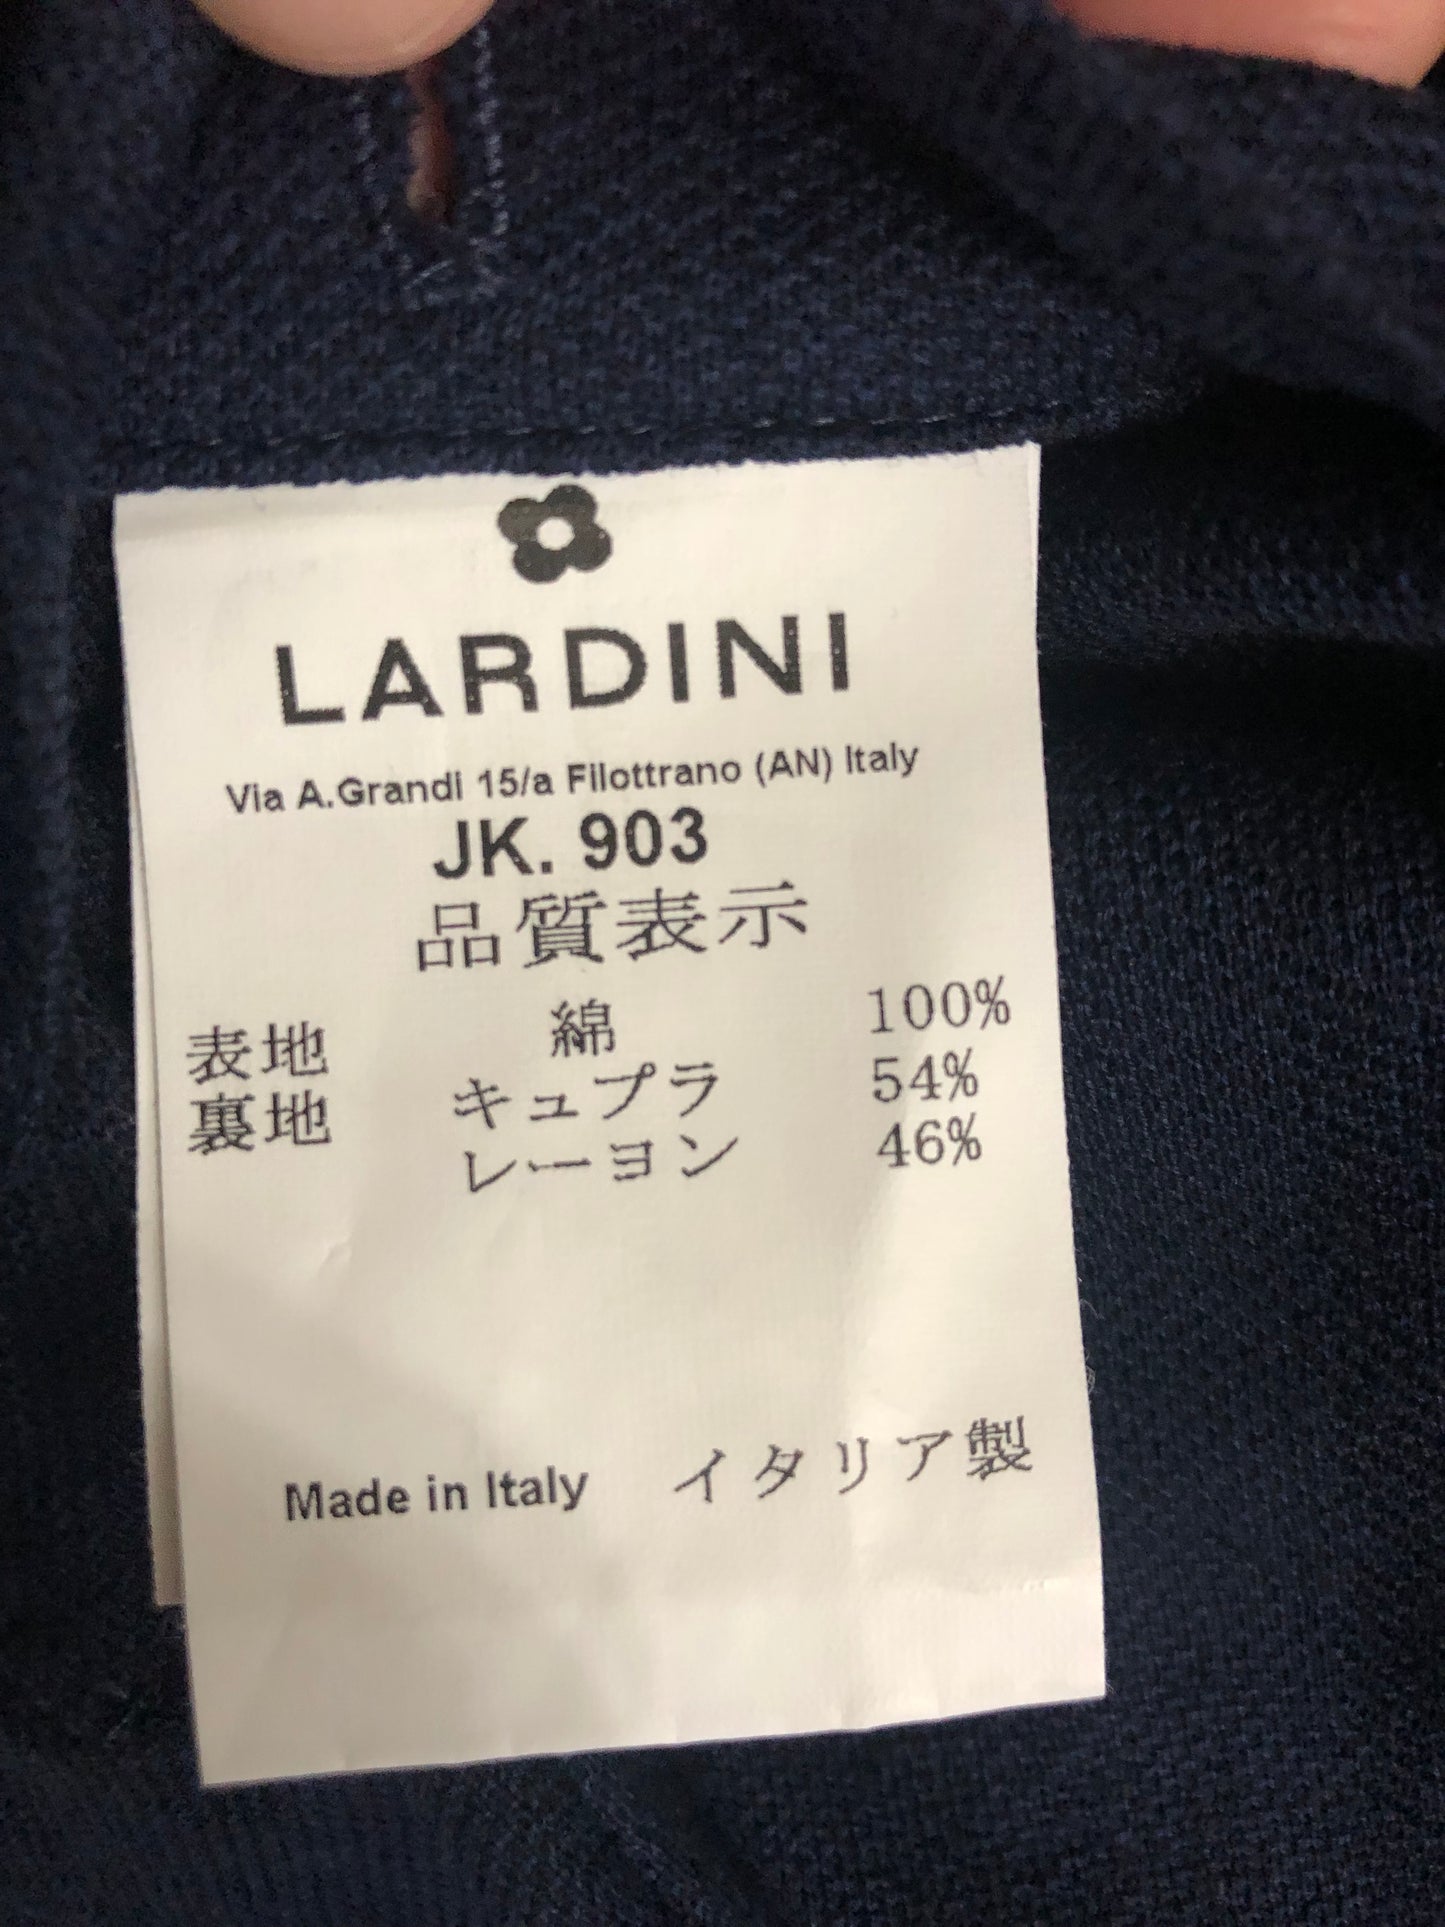 LARDINI
Via A.Grandi 15/a Filottrano (AN) Italy
JK. 903
品質表示
表地 綿 100%
裏地 キュプラ 54%
レーヨン 46%
Made in Italy イタリア製